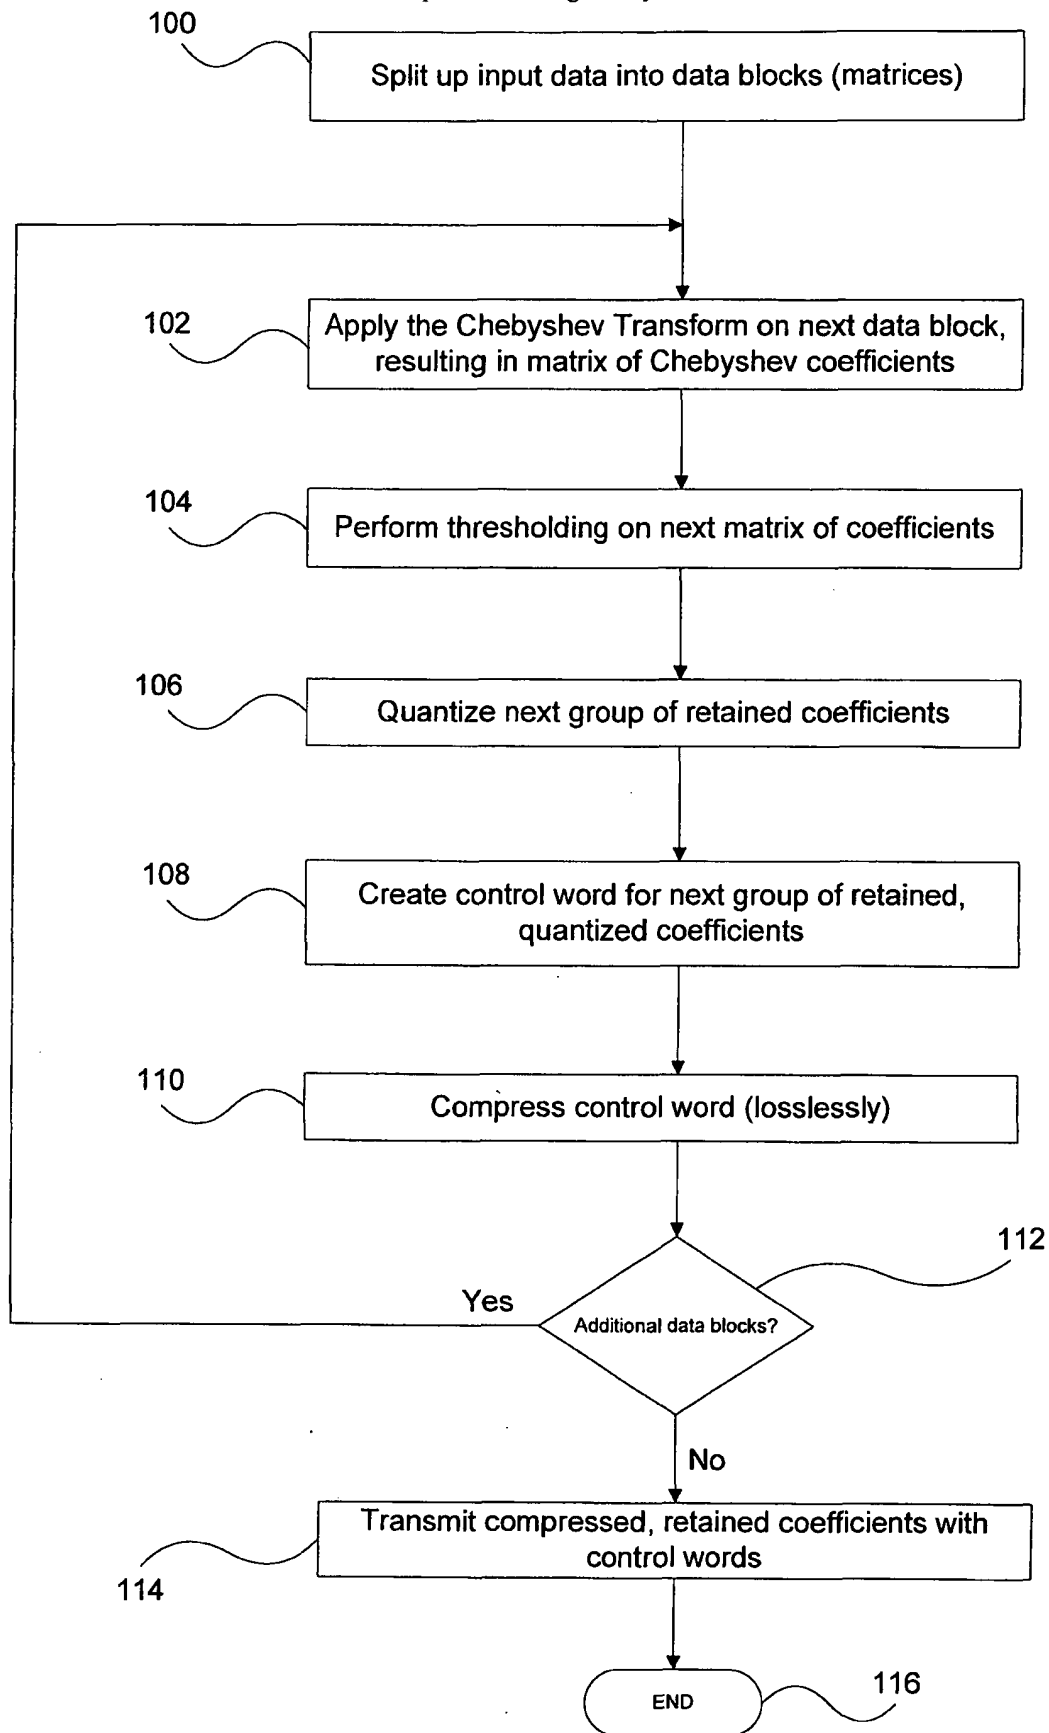 100
Split up input data into data blocks (matrices)
102
Apply the Chebyshev Transform on next data block,
resulting in matrix of Chebyshev coefficients
104
Perform thresholding on next matrix of coefficients
106
Quantize next group of retained coefficients
108
Create control word for next group of retained,
quantized coefficients
110
Compress control word (losslessly)
112
Yes
Additional data blocks?
No
Transmit compressed, retained coefficients with
control words
114
116
END